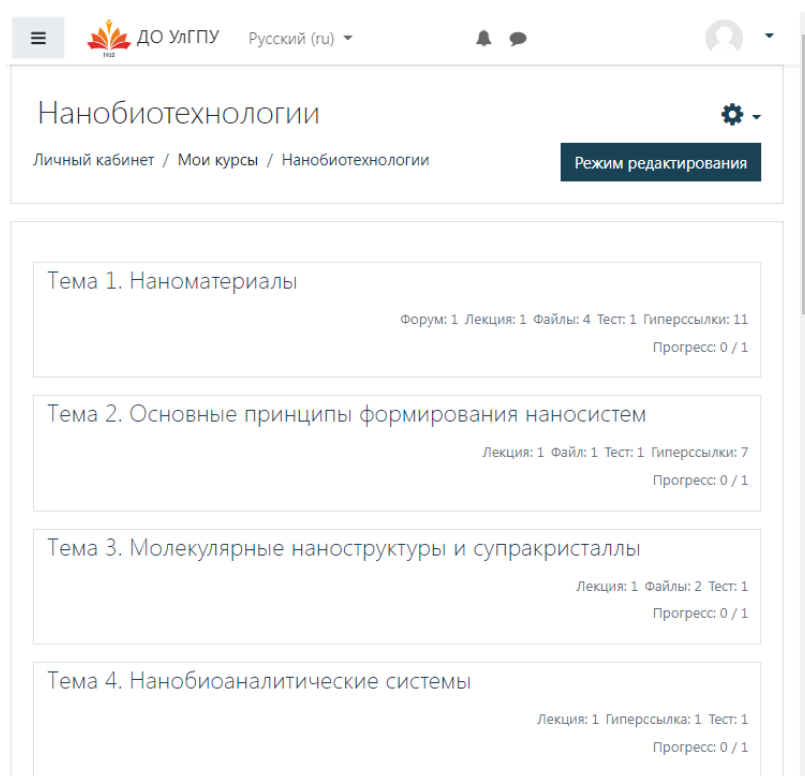 ДО УлГПУ Русский (ru)
1932
Нанобиотехнологии
Личный кабинет / Мои курсы / Нанобиотехнологии
Режим редактирования
Тема 1. Наноматериалы
Форум: 1 Лекция: 1 Файлы: 4 Тест: 1 Гиперссылки: 11
Прогресс: 0 / 1
Тема 2. Основные принципы формирования наносистем
Лекция: 1 Файл: 1 Тест: 1 Гиперссылки: 7
Прогресс: 0 / 1
Тема 3. Молекулярные наноструктуры и супракристаллы
Лекция: 1 Файлы: 2 Тест: 1
Прогресс: 0 / 1
Тема 4. Нанобиоаналитические системы
Лекция: 1 Гиперссылка: 1 Тест: 1
Прогресс: 0 / 1